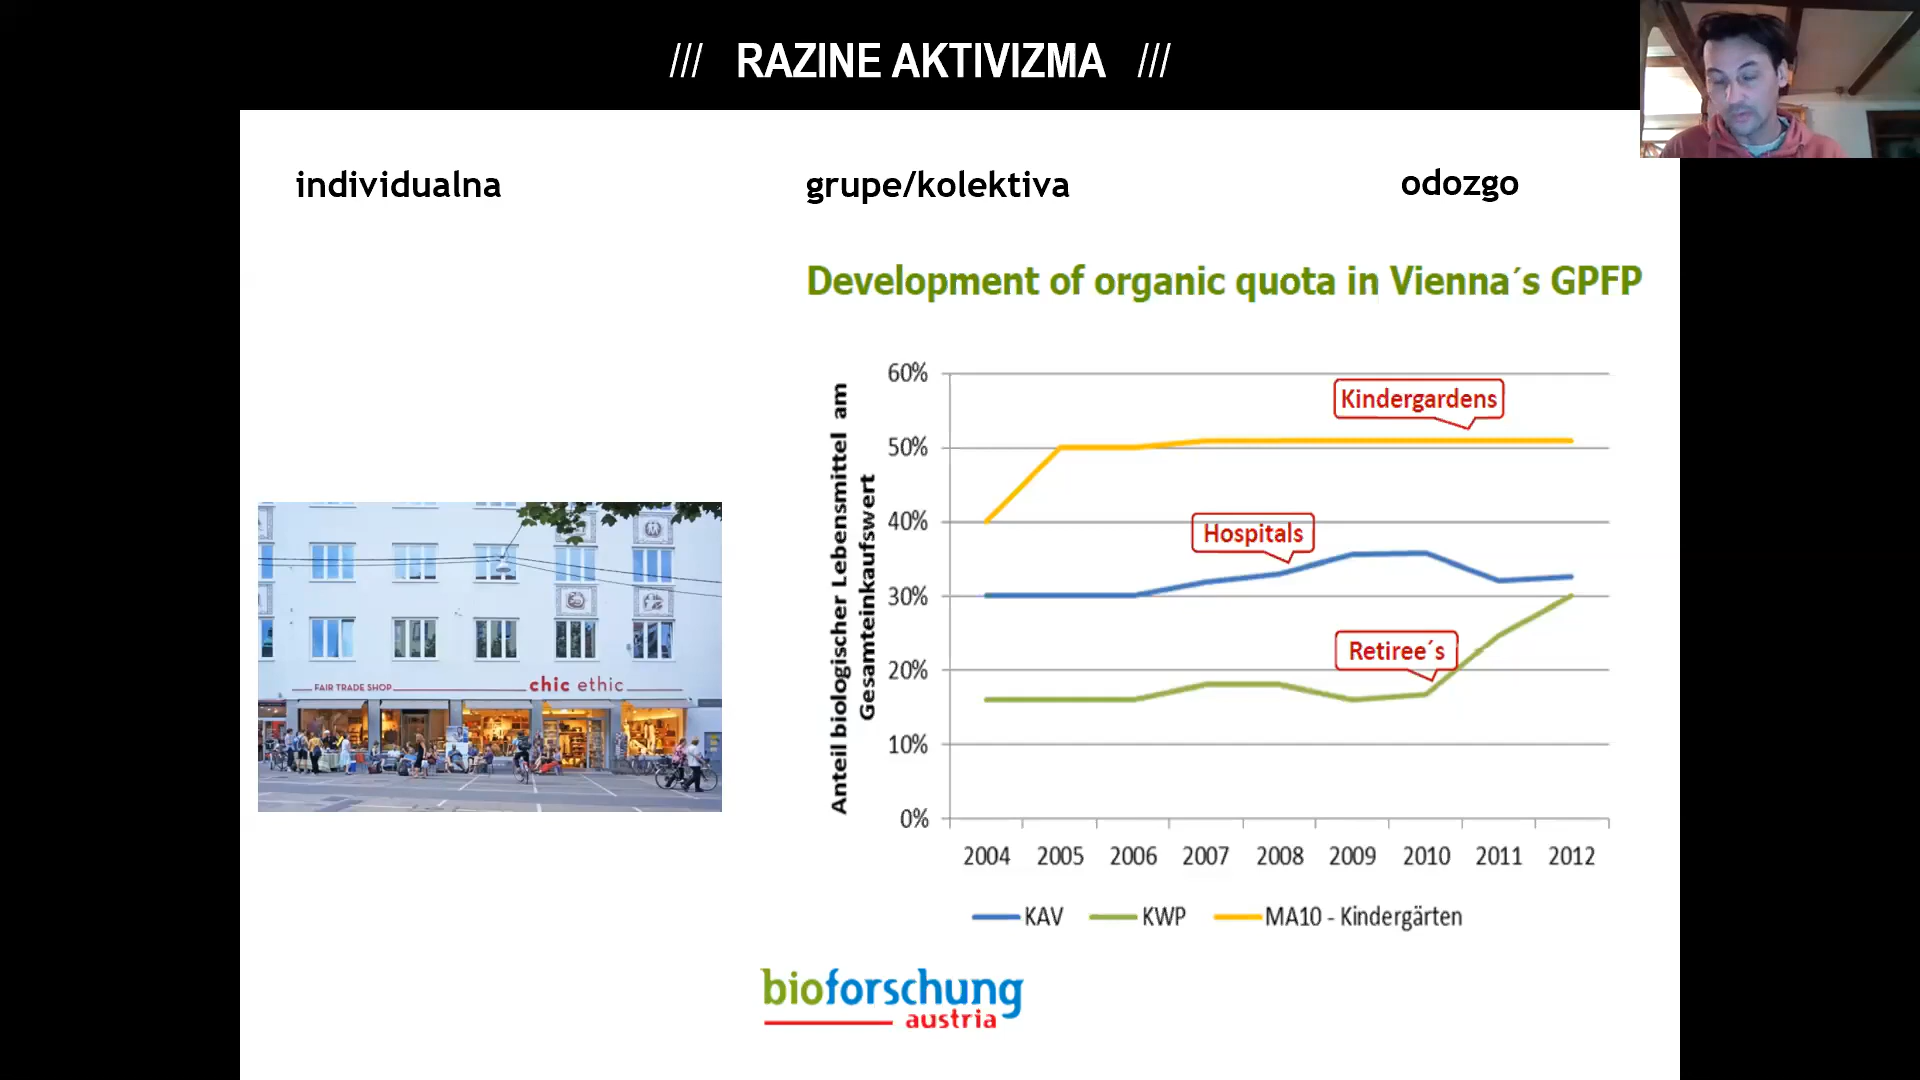 /// RAZINE AKTIVIZMA ///
individualna
grupe/kolektiva
odozgo
Development of organic quota in Vienna´s GPFP
Anteil biologischer Lebensmittel am
Gesamteinkaufswert
60%
50%
40%
30%
20%
10%
0%
Kindergardens
Hospitals
Retiree´s
2004 2005 2006 2007 2008 2009 2010 2011 2012
KAV KWP MA10 - Kindergärten
FAIR TRADE SHOP chic ethic
bioforschung
austria